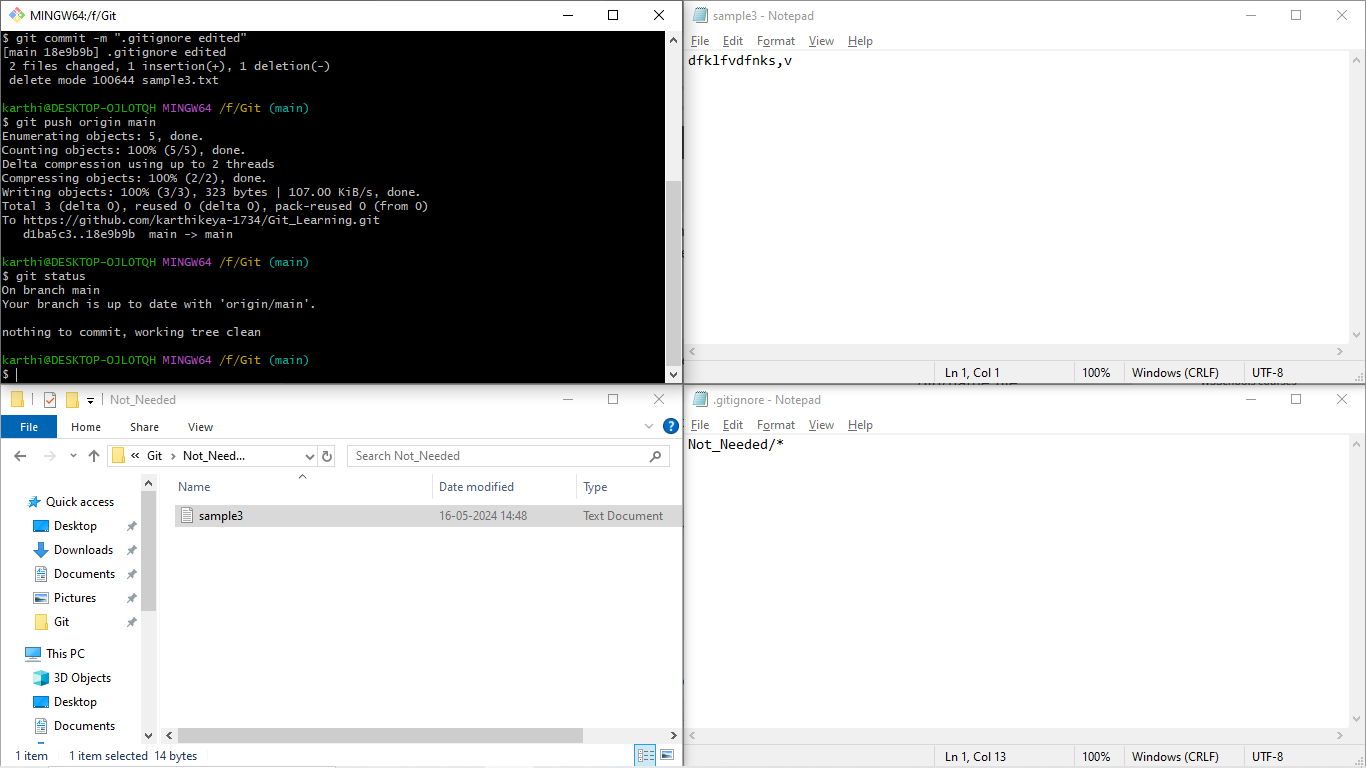 MINGW64:/f/Git
$ git commit -m ".gitignore edited"
[main 18e9b9b] .gitignore edited
 2 files changed, 1 insertion(+), 1 deletion(-)
 delete mode 100644 sample3.txt
karthi@DESKTOP-OJLOTQH MINGW64 /f/Git (main)
$ git push origin main
Enumerating objects: 5, done.
Counting objects: 100% (5/5), done.
Delta compression using up to 2 threads
Compressing objects: 100% (2/2), done.
Writing objects: 100% (3/3), 323 bytes | 107.00 KiB/s, done.
Total 3 (delta 0), reused 0 (delta 0), pack-reused 0 (from 0)
To https://github.com/karthikeya-1734/Git_Learning.git
   d1ba5c3..18e9b9b  main -> main
karthi@DESKTOP-OJLOTQH MINGW64 /f/Git (main)
$ git status
On branch main
Your branch is up to date with 'origin/main'.
nothing to commit, working tree clean
karthi@DESKTOP-OJLOTQH MINGW64 /f/Git (main)
$
sample3 - Notepad
File Edit Format View Help
dfklfvdfnks,v
Ln 1, Col 1 100% Windows (CRLF) UTF-8
Not_Needed
File Home Share View
« Git > Not_Need... Search Not_Needed
Name Date modified Type
sample3 16-05-2024 14:48 Text Document
Quick access
Desktop
Downloads
Documents
Pictures
Git
This PC
3D Objects
Desktop
Documents
1 item 1 item selected 14 bytes
.gitignore - Notepad
File Edit Format View Help
Not_Needed/*
Ln 1, Col 13 100% Windows (CRLF) UTF-8